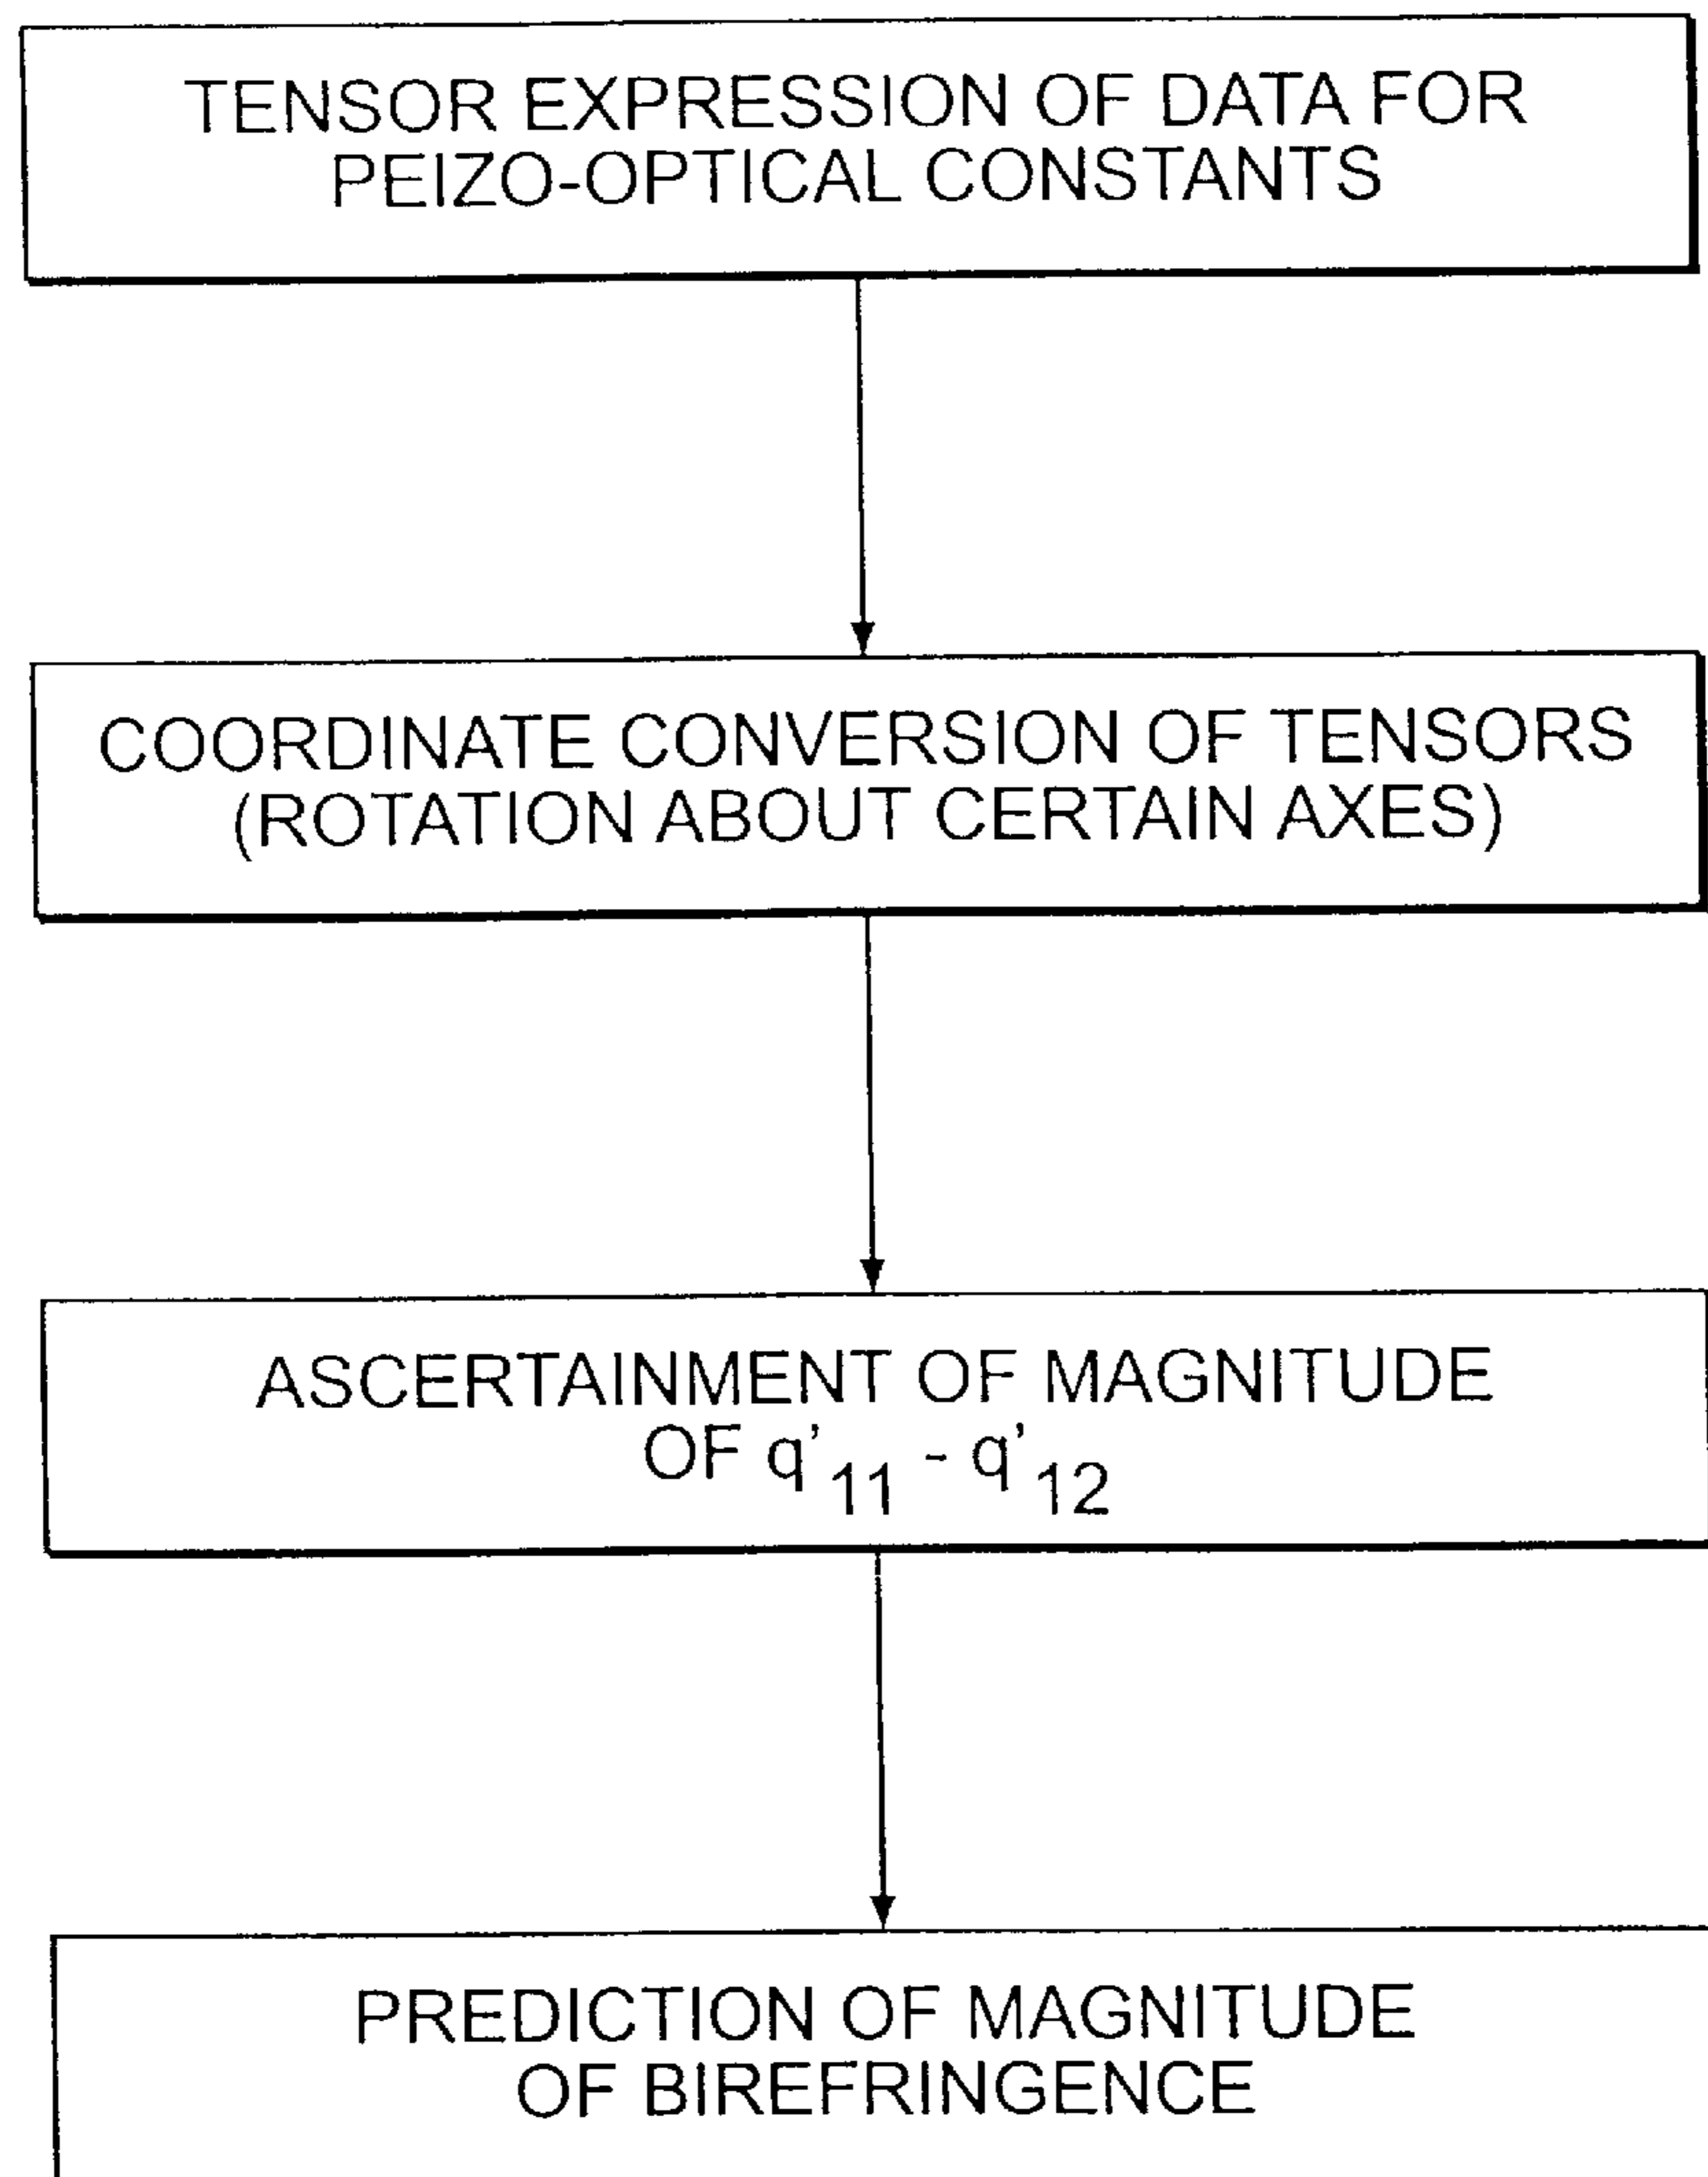 TENSOR EXPRESSION OF DATA FOR
PEIZO-OPTICAL CONSTANTS
COORDINATE CONVERSION OF TENSORS
(ROTATION ABOUT CERTAIN AXES)
ASCERTAINMENT OF MAGNITUDE
OF q'11 - q'12
PREDICTION OF MAGNITUDE
OF BIREFRINGENCE